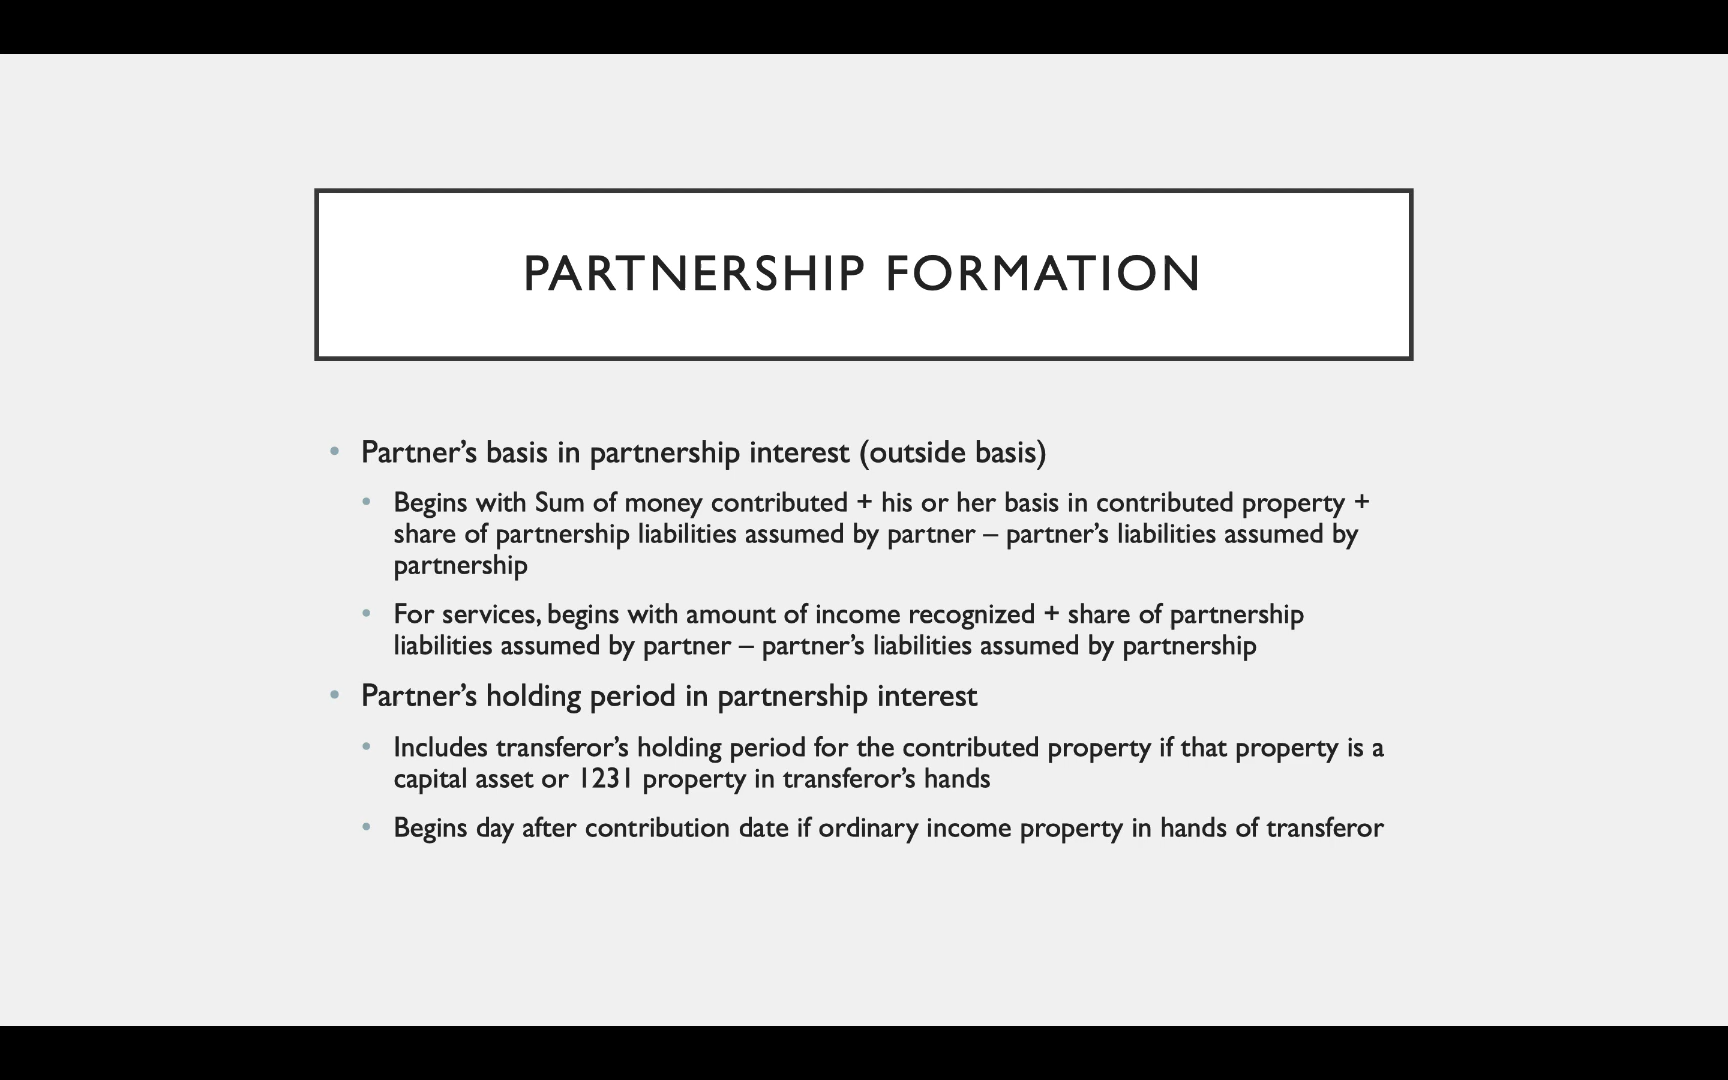 PARTNERSHIP FORMATION
• Partner’s basis in partnership interest (outside basis)
• Begins with Sum of money contributed + his or her basis in contributed property +
share of partnership liabilities assumed by partner – partner’s liabilities assumed by
partnership
• For services, begins with amount of income recognized + share of partnership
liabilities assumed by partner – partner’s liabilities assumed by partnership
• Partner’s holding period in partnership interest
• Includes transferor’s holding period for the contributed property if that property is a
capital asset or 1231 property in transferor’s hands
• Begins day after contribution date if ordinary income property in hands of transferor